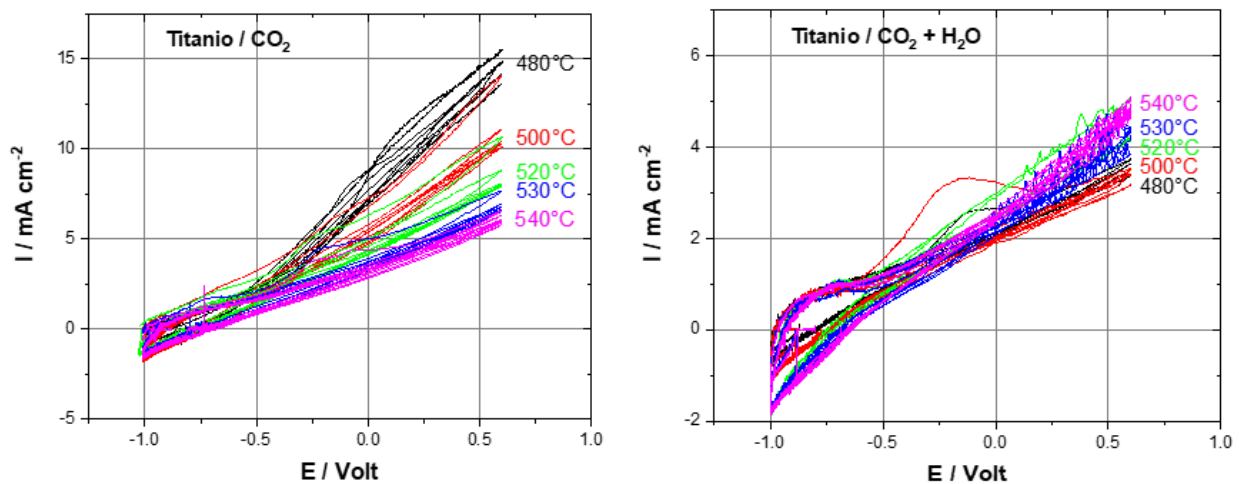 Titanio / CO₂
15
10
5
0
-5
480°C
500°C
520°C
530°C
540°C
-1.0 -0.5 0.0 0.5 1.0
I / mA cm⁻²
E / Volt
Titanio / CO₂ + H₂O
6
4
2
0
-2
540°C
530°C
520°C
500°C
480°C
-1.0 -0.5 0.0 0.5 1.0
I / mA cm⁻²
E / Volt